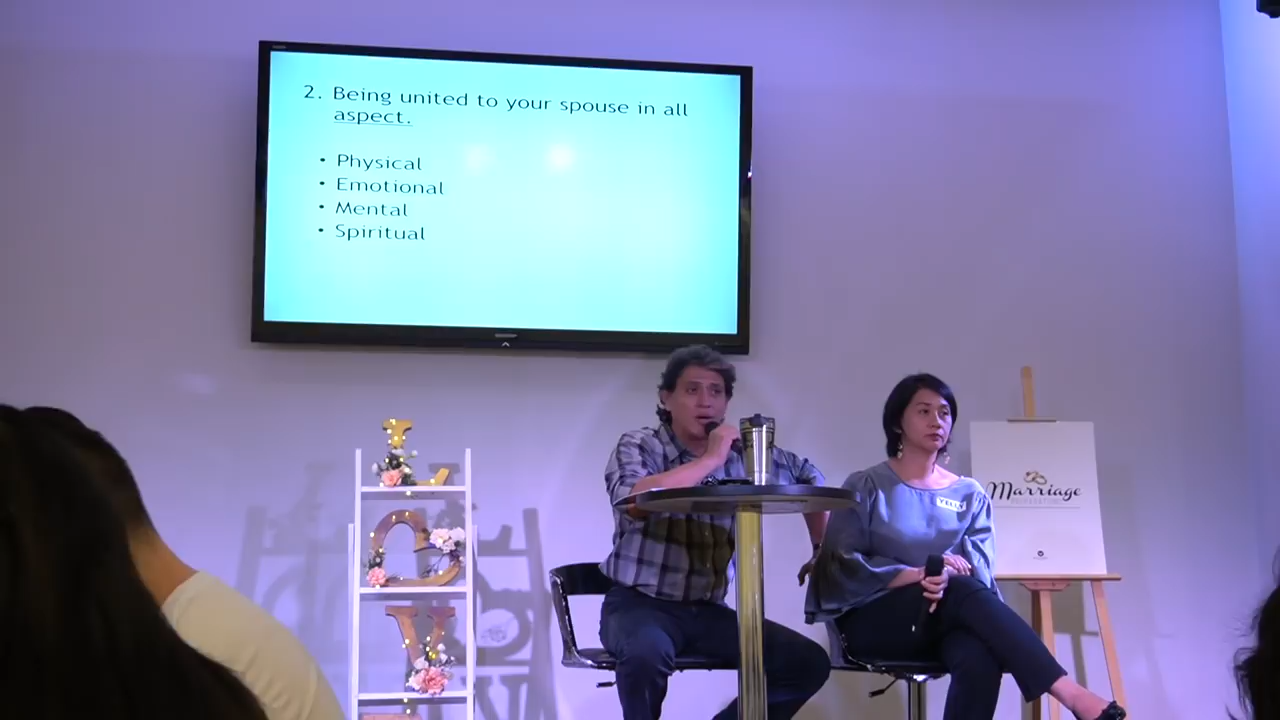 2. Being united to your spouse in all
aspect.
• Physical
• Emotional
• Mental
• Spiritual
L
O
V
Marriage